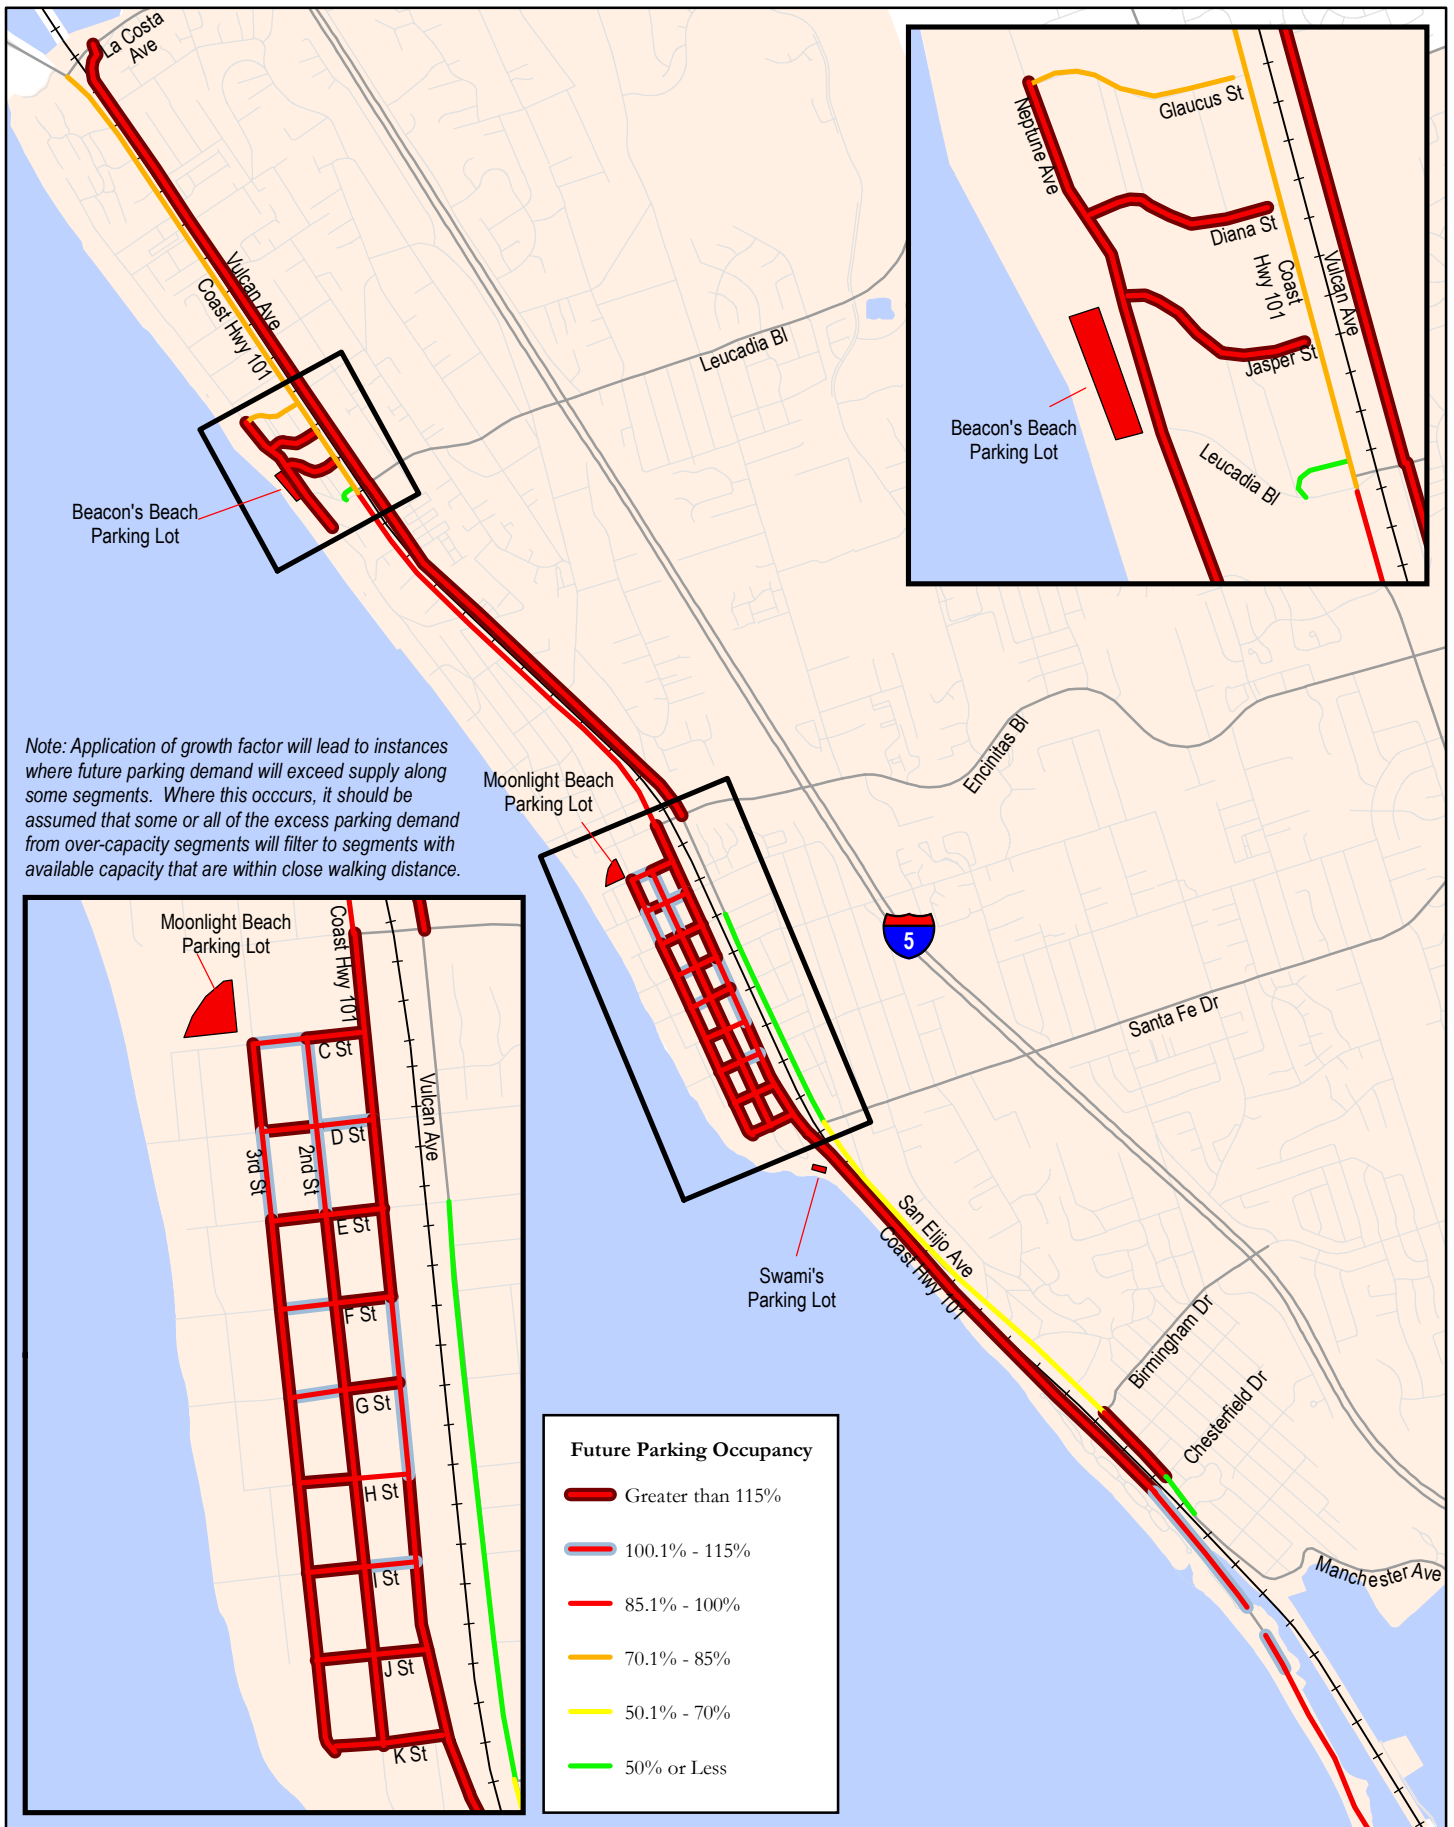 La Costa
Ave
Vulcan Ave
Coast Hwy 101
Leucadia Bl
Beacon's Beach
Parking Lot
Neptune Ave
Glaucus St
Diana St
Coast
Hwy 101
Vulcan Ave
Jasper St
Beacon's Beach
Parking Lot
Leucadia Bl
Note: Application of growth factor will lead to instances
where future parking demand will exceed supply along
some segments.  Where this occcurs, it should be
assumed that some or all of the excess parking demand
from over-capacity segments will filter to segments with
available capacity that are within close walking distance.
Moonlight Beach
Parking Lot
Encinitas Bl
5
Santa Fe Dr
Swami's
Parking Lot
San Elijo Ave
Coast Hwy 101
Birmingham Dr
Chesterfield Dr
Manchester Ave
Moonlight Beach
Parking Lot
Coast Hwy 101
C St
Vulcan Ave
D St
3rd St
2nd St
E St
F St
G St
H St
I St
J St
K St
Future Parking Occupancy
Greater than 115%
100.1% - 115%
85.1% - 100%
70.1% - 85%
50.1% - 70%
50% or Less